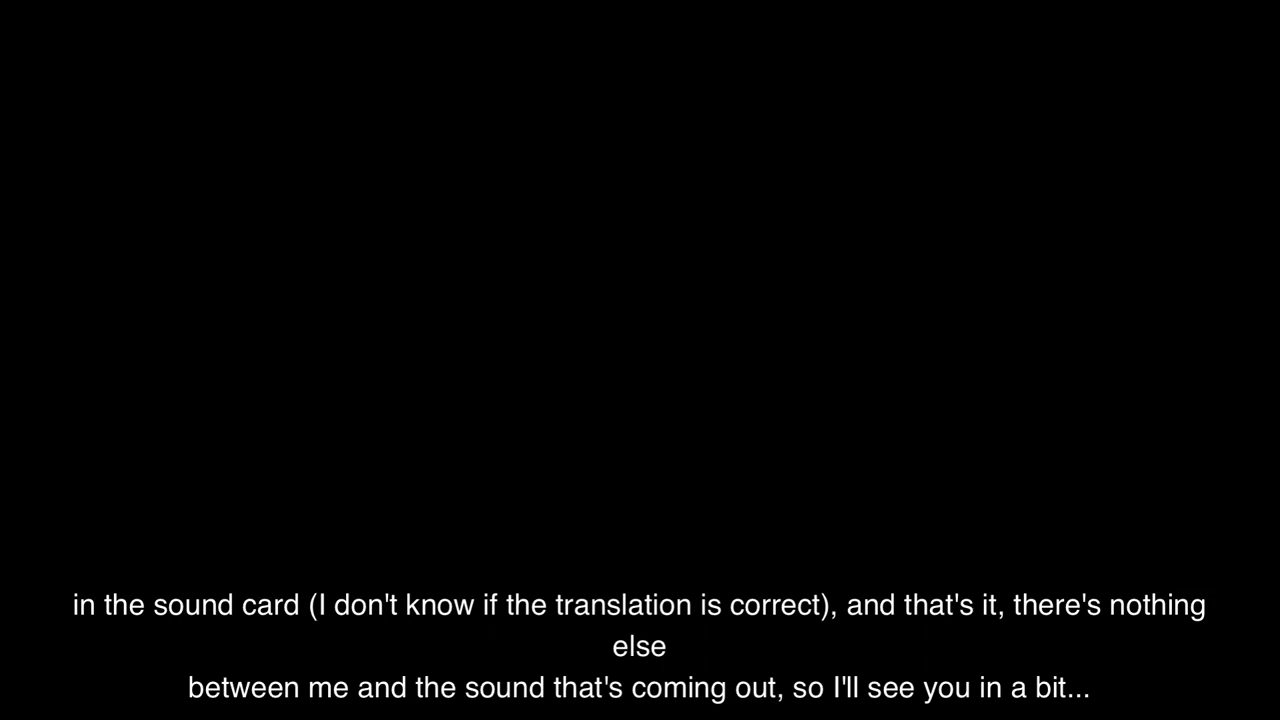 in the sound card (I don't know if the translation is correct), and that's it, there's nothing
else
between me and the sound that's coming out, so I'll see you in a bit...